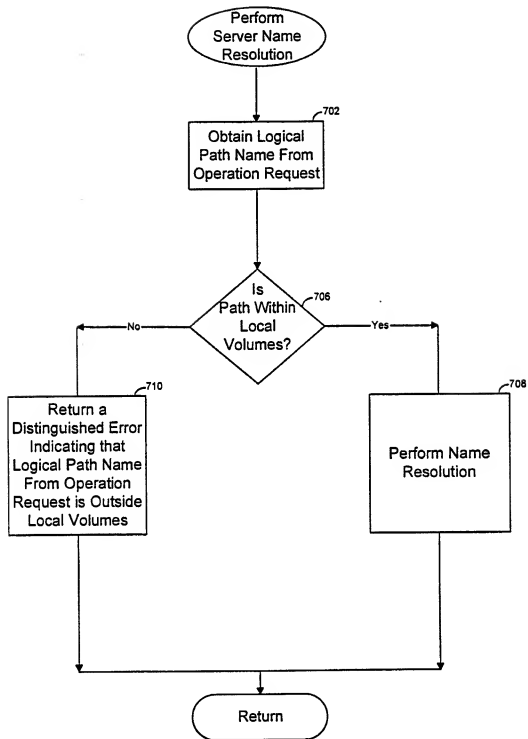 Perform
Server Name
Resolution
702
Obtain Logical
Path Name From
Operation Request
706
Is
Path Within
Local
Volumes?
No
Yes
710
Return a
Distinguished Error
Indicating that
Logical Path Name
From Operation
Request is Outside
Local Volumes
708
Perform Name
Resolution
Return